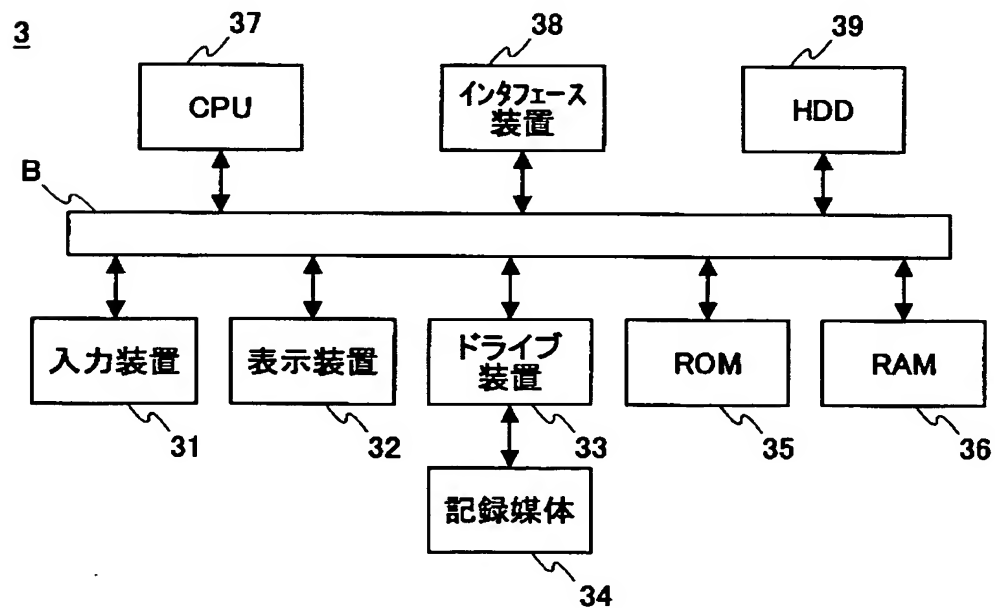 3
37
38
39
CPU
インタフェース
装置
HDD
B
入力装置
表示装置
ドライブ
装置
ROM
RAM
31
32
33
35
36
記録媒体
34